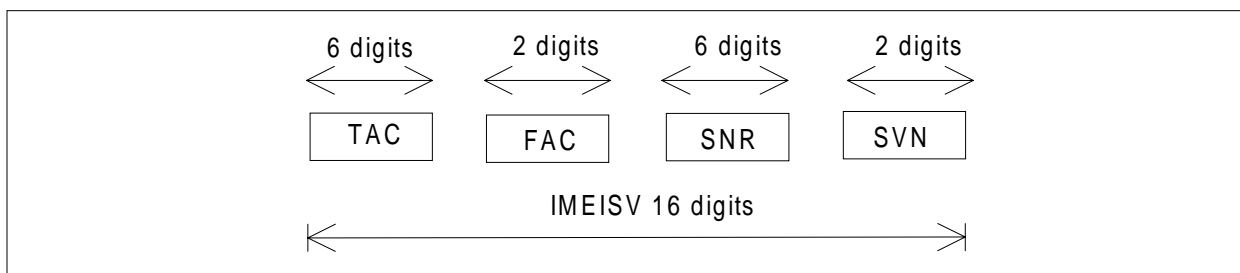 6 digits 2 digits 6 digits 2 digits
TAC FAC SNR SVN
IMEISV 16 digits